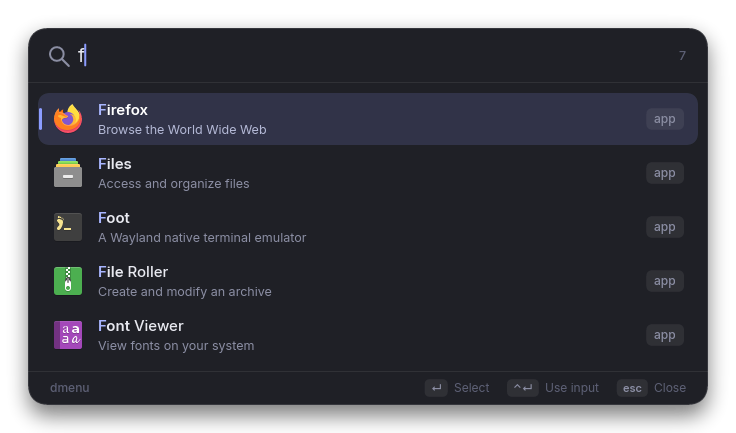 f
7
Firefox
Browse the World Wide Web
app
Files
Access and organize files
app
Foot
A Wayland native terminal emulator
app
File Roller
Create and modify an archive
app
Font Viewer
View fonts on your system
app
dmenu
↵ Select
^↵ Use input
esc Close